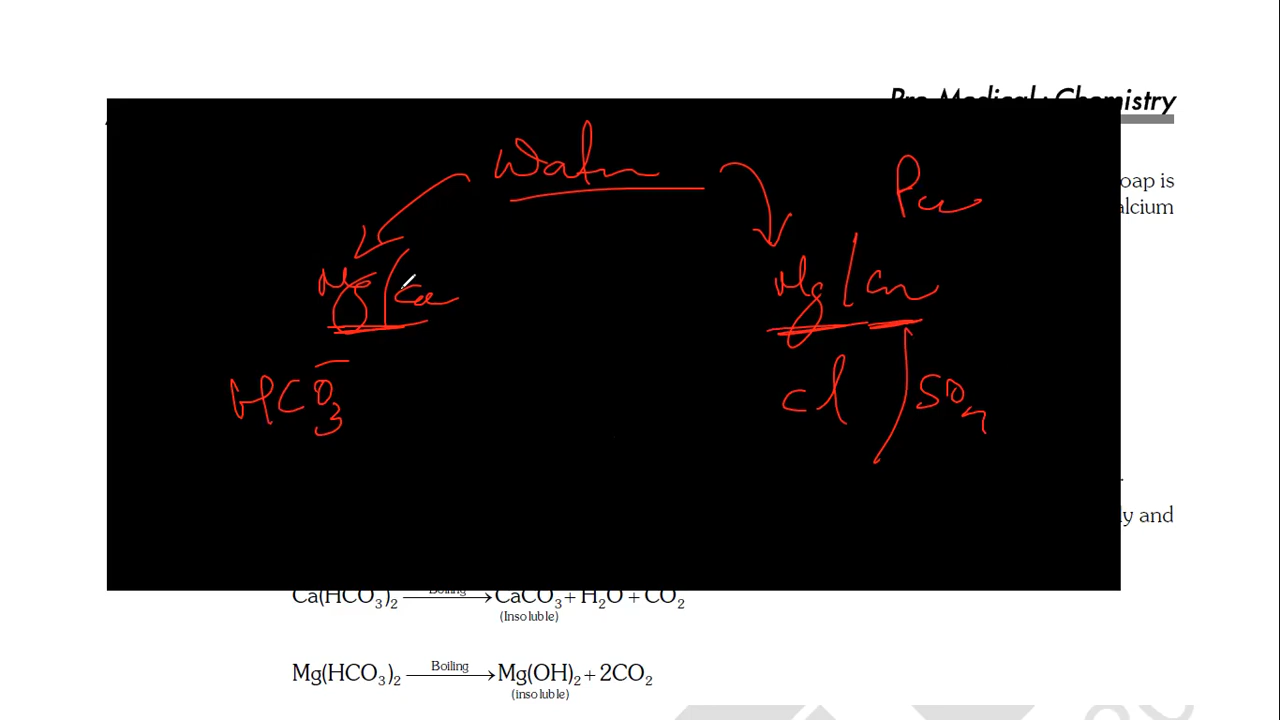 Pre-Medical : Chemistry
Water
oap is
Per
alcium
Mg / Ca
Mg / Ca
HCO3-
Cl / SO4
ly and
Ca(HCO3)2 Boiling → CaCO3 + H2O + CO2
(Insoluble)
Mg(HCO3)2 Boiling → Mg(OH)2 + 2CO2
(insoluble)